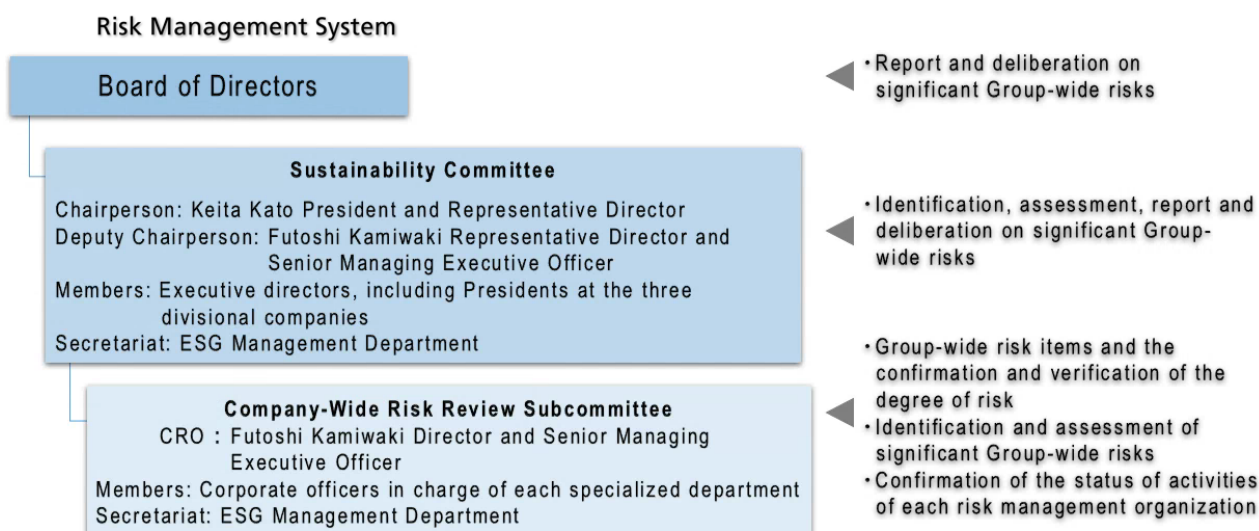 Risk Management System
Board of Directors
・Report and deliberation on
significant Group-wide risks
Sustainability Committee
Chairperson: Keita Kato President and Representative Director
Deputy Chairperson: Futoshi Kamiwaki Representative Director and
Senior Managing Executive Officer
Members: Executive directors, including Presidents at the three
divisional companies
Secretariat: ESG Management Department
・Identification, assessment, report and
deliberation on significant Group-
wide risks
Company-Wide Risk Review Subcommittee
CRO : Futoshi Kamiwaki Director and Senior Managing
Executive Officer
Members: Corporate officers in charge of each specialized department
Secretariat: ESG Management Department
・Group-wide risk items and the
confirmation and verification of the
degree of risk
・Identification and assessment of
significant Group-wide risks
・Confirmation of the status of activities
of each risk management organization